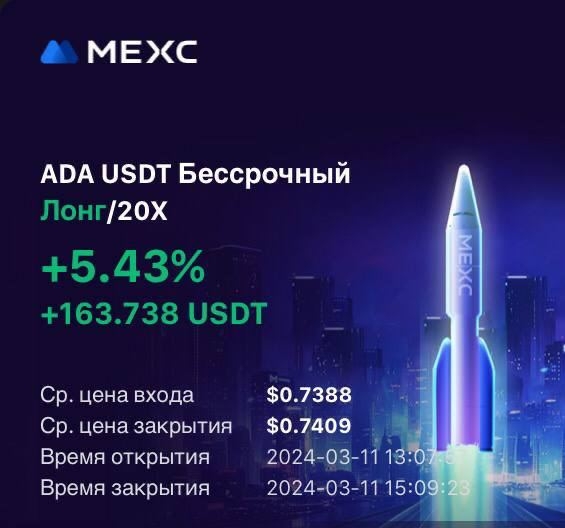 MEXC
ADA USDT Бессрочный
Лонг/20X
+5.43%
+163.738 USDT
MEXC
Ср. цена входа $0.7388
Ср. цена закрытия $0.7409
Время открытия 2024-03-11
Время закрытия 2024-03-11 15:09:23